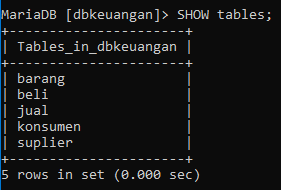 MariaDB [dbkeuangan]> SHOW tables;
+----------------------+
| Tables_in_dbkeuangan |
+----------------------+
| barang               |
| beli                 |
| jual                 |
| konsumen             |
| suplier              |
+----------------------+
5 rows in set (0.000 sec)